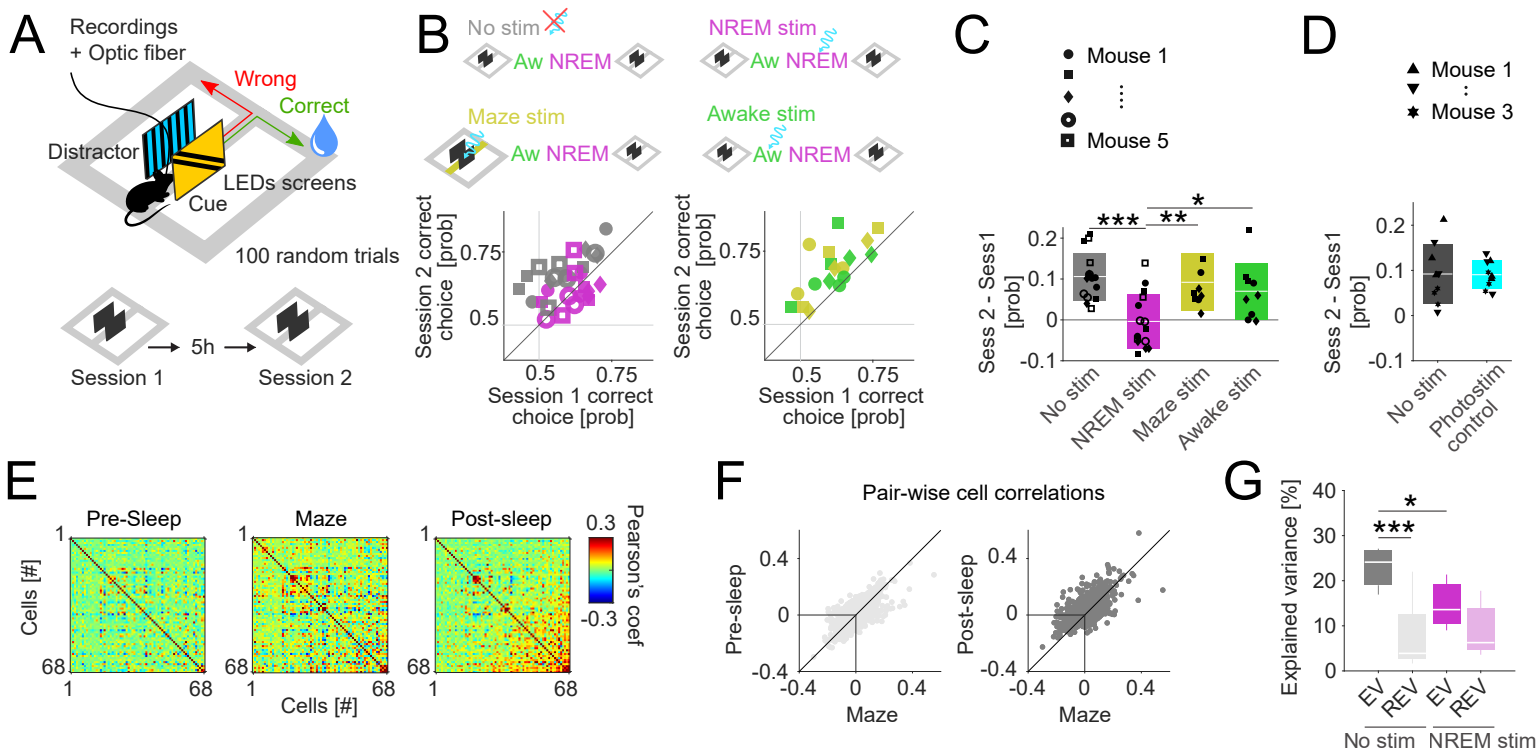 A
Recordings
+ Optic fiber
Wrong
Correct
Distractor
LEDs screens
Cue
100 random trials
5h
Session 1
Session 2
B
No stim
Aw NREM
NREM stim
Aw NREM
Maze stim
Aw NREM
Awake stim
Aw NREM
Session 2 correct
choice [prob]
0.75
0.5
0.5
0.75
Session 1 correct
choice [prob]
Session 2 correct
choice [prob]
0.75
0.5
0.5
0.75
Session 1 correct
choice [prob]
C
Mouse 1
Mouse 5
Sess 2 - Sess1
[prob]
0.2
0.1
0
-0.1
***
**
*
No stim
NREM stim
Maze stim
Awake stim
D
Mouse 1
Mouse 3
Sess 2 - Sess1
[prob]
0.2
0.1
0
-0.1
No stim
Photostim
control
E
Pre-Sleep
Maze
Post-sleep
Cells [#]
1
68
1
68
1
68
1
68
1
68
1
68
Cells [#]
0.3
-0.3
Pearson's coef
F
Pair-wise cell correlations
Pre-sleep
0.4
0
-0.4
-0.4
0
0.4
Maze
Post-sleep
0.4
0
-0.4
-0.4
0
0.4
Maze
G
Explained variance [%]
40
30
20
10
0
*
***
EV
REV
EV
REV
No stim
NREM stim